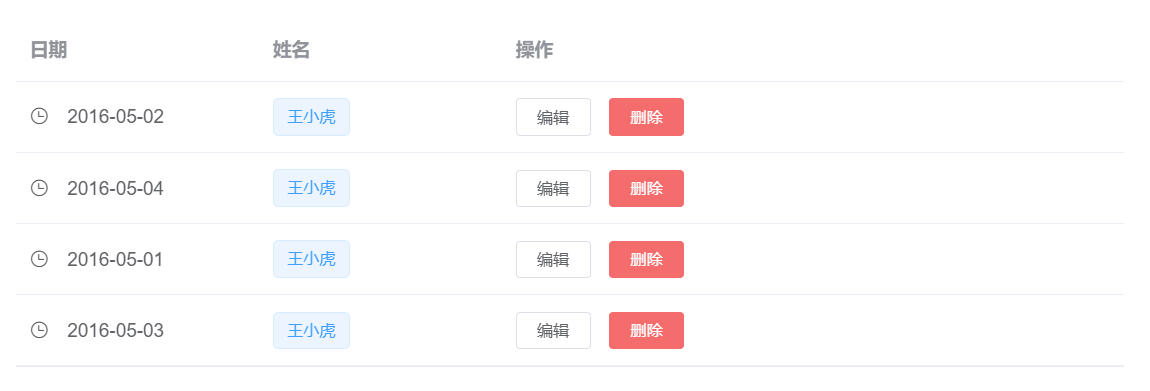 日期 姓名 操作
2016-05-02 王小虎 编辑 删除
2016-05-04 王小虎 编辑 删除
2016-05-01 王小虎 编辑 删除
2016-05-03 王小虎 编辑 删除